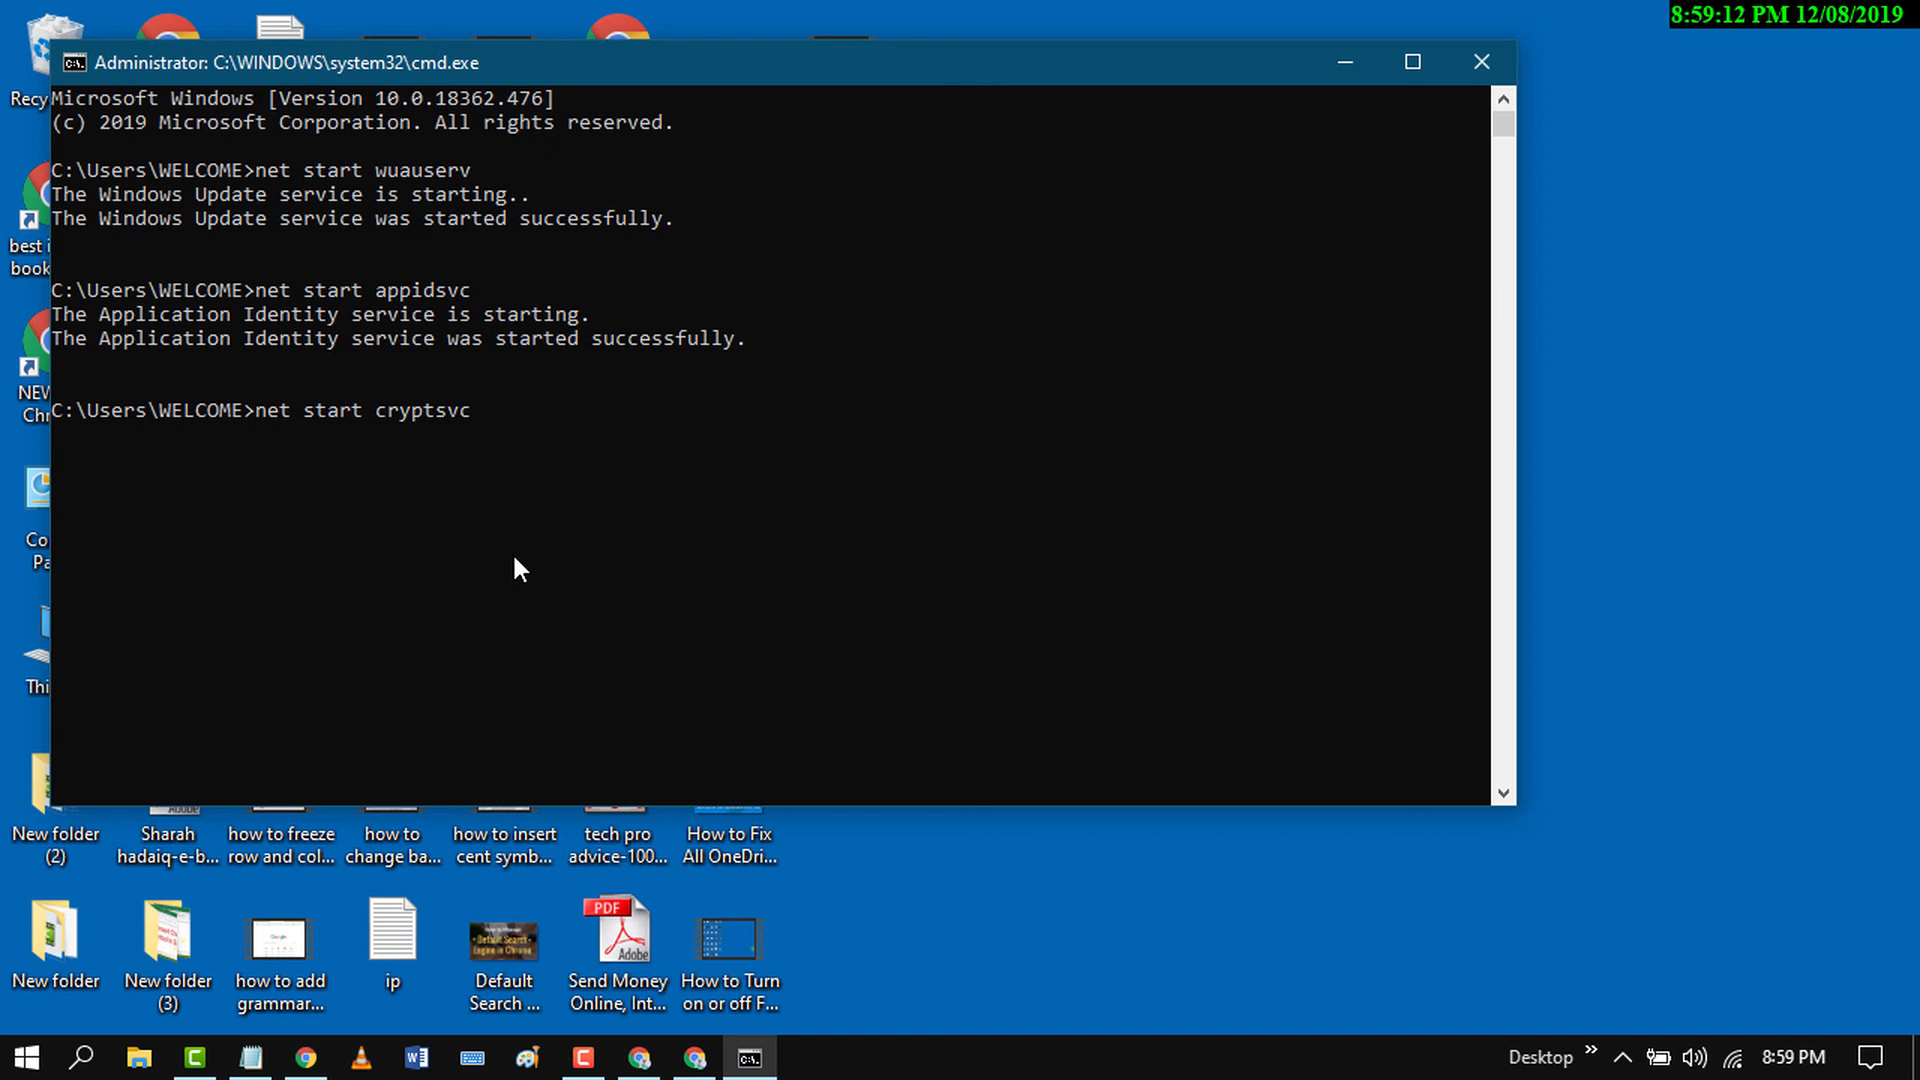 8:59:12 PM 12/08/2019
Administrator: C:\WINDOWS\system32\cmd.exe
Microsoft Windows [Version 10.0.18362.476]
(c) 2019 Microsoft Corporation. All rights reserved.
C:\Users\WELCOME>net start wuauserv
The Windows Update service is starting..
The Windows Update service was started successfully.
C:\Users\WELCOME>net start appidsvc
The Application Identity service is starting.
The Application Identity service was started successfully.
C:\Users\WELCOME>net start cryptsvc
Recy
best i
book
NEW
Chr
Co
Pa
Thi
New folder
(2)
Sharah
hadaiq-e-b...
how to freeze
row and col...
how to
change ba...
how to insert
cent symb...
tech pro
advice-100...
How to Fix
All OneDri...
New folder
New folder
(3)
how to add
grammar...
ip
Default
Search ...
PDF
Adobe
Send Money
Online, Int...
How to Turn
on or off F...
Desktop
8:59 PM